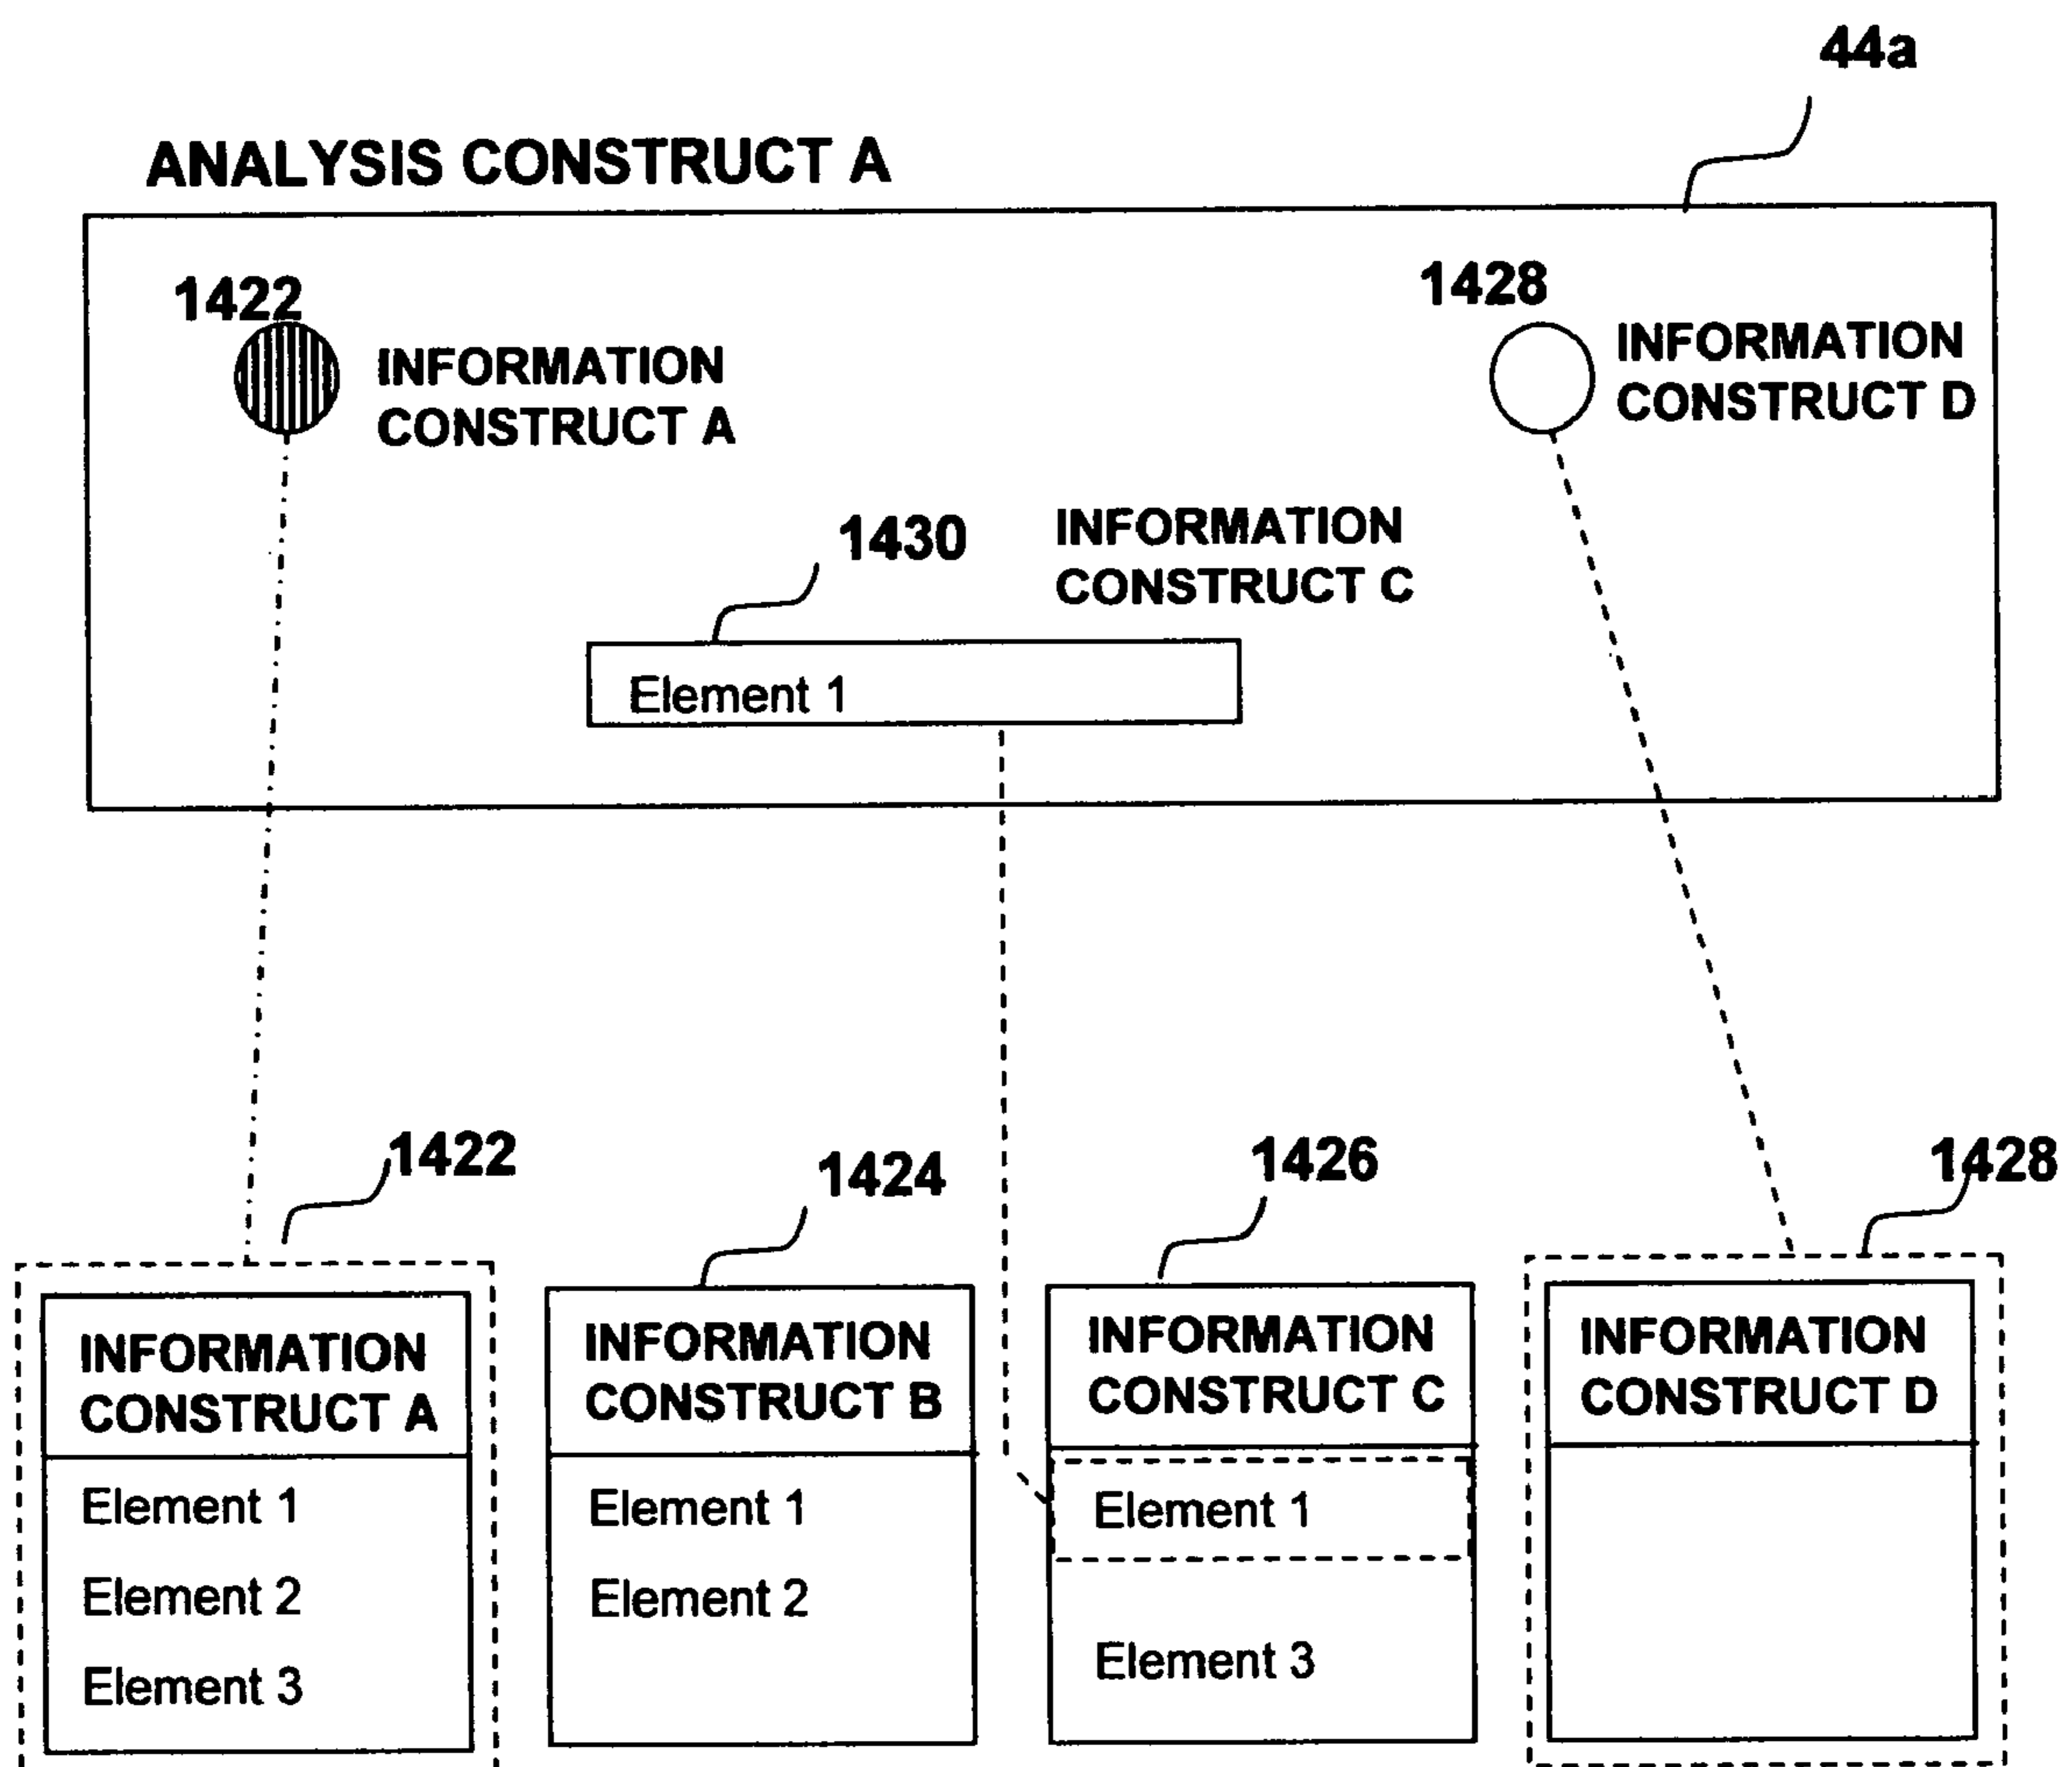 44a
ANALYSIS CONSTRUCT A
1422
INFORMATION
CONSTRUCT A
1428
INFORMATION
CONSTRUCT D
1430
INFORMATION
CONSTRUCT C
Element 1
1422
1424
1426
1428
INFORMATION
CONSTRUCT A
Element 1
Element 2
Element 3
INFORMATION
CONSTRUCT B
Element 1
Element 2
INFORMATION
CONSTRUCT C
Element 1
Element 3
INFORMATION
CONSTRUCT D